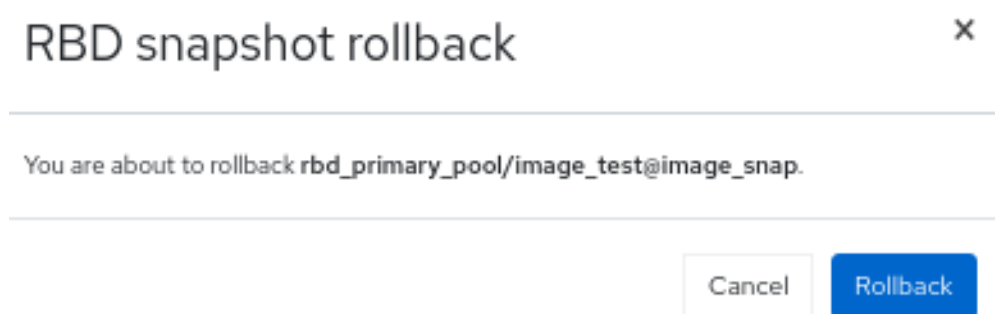 RBD snapshot rollback ×
You are about to rollback rbd_primary_pool/image_test@image_snap.
Cancel Rollback